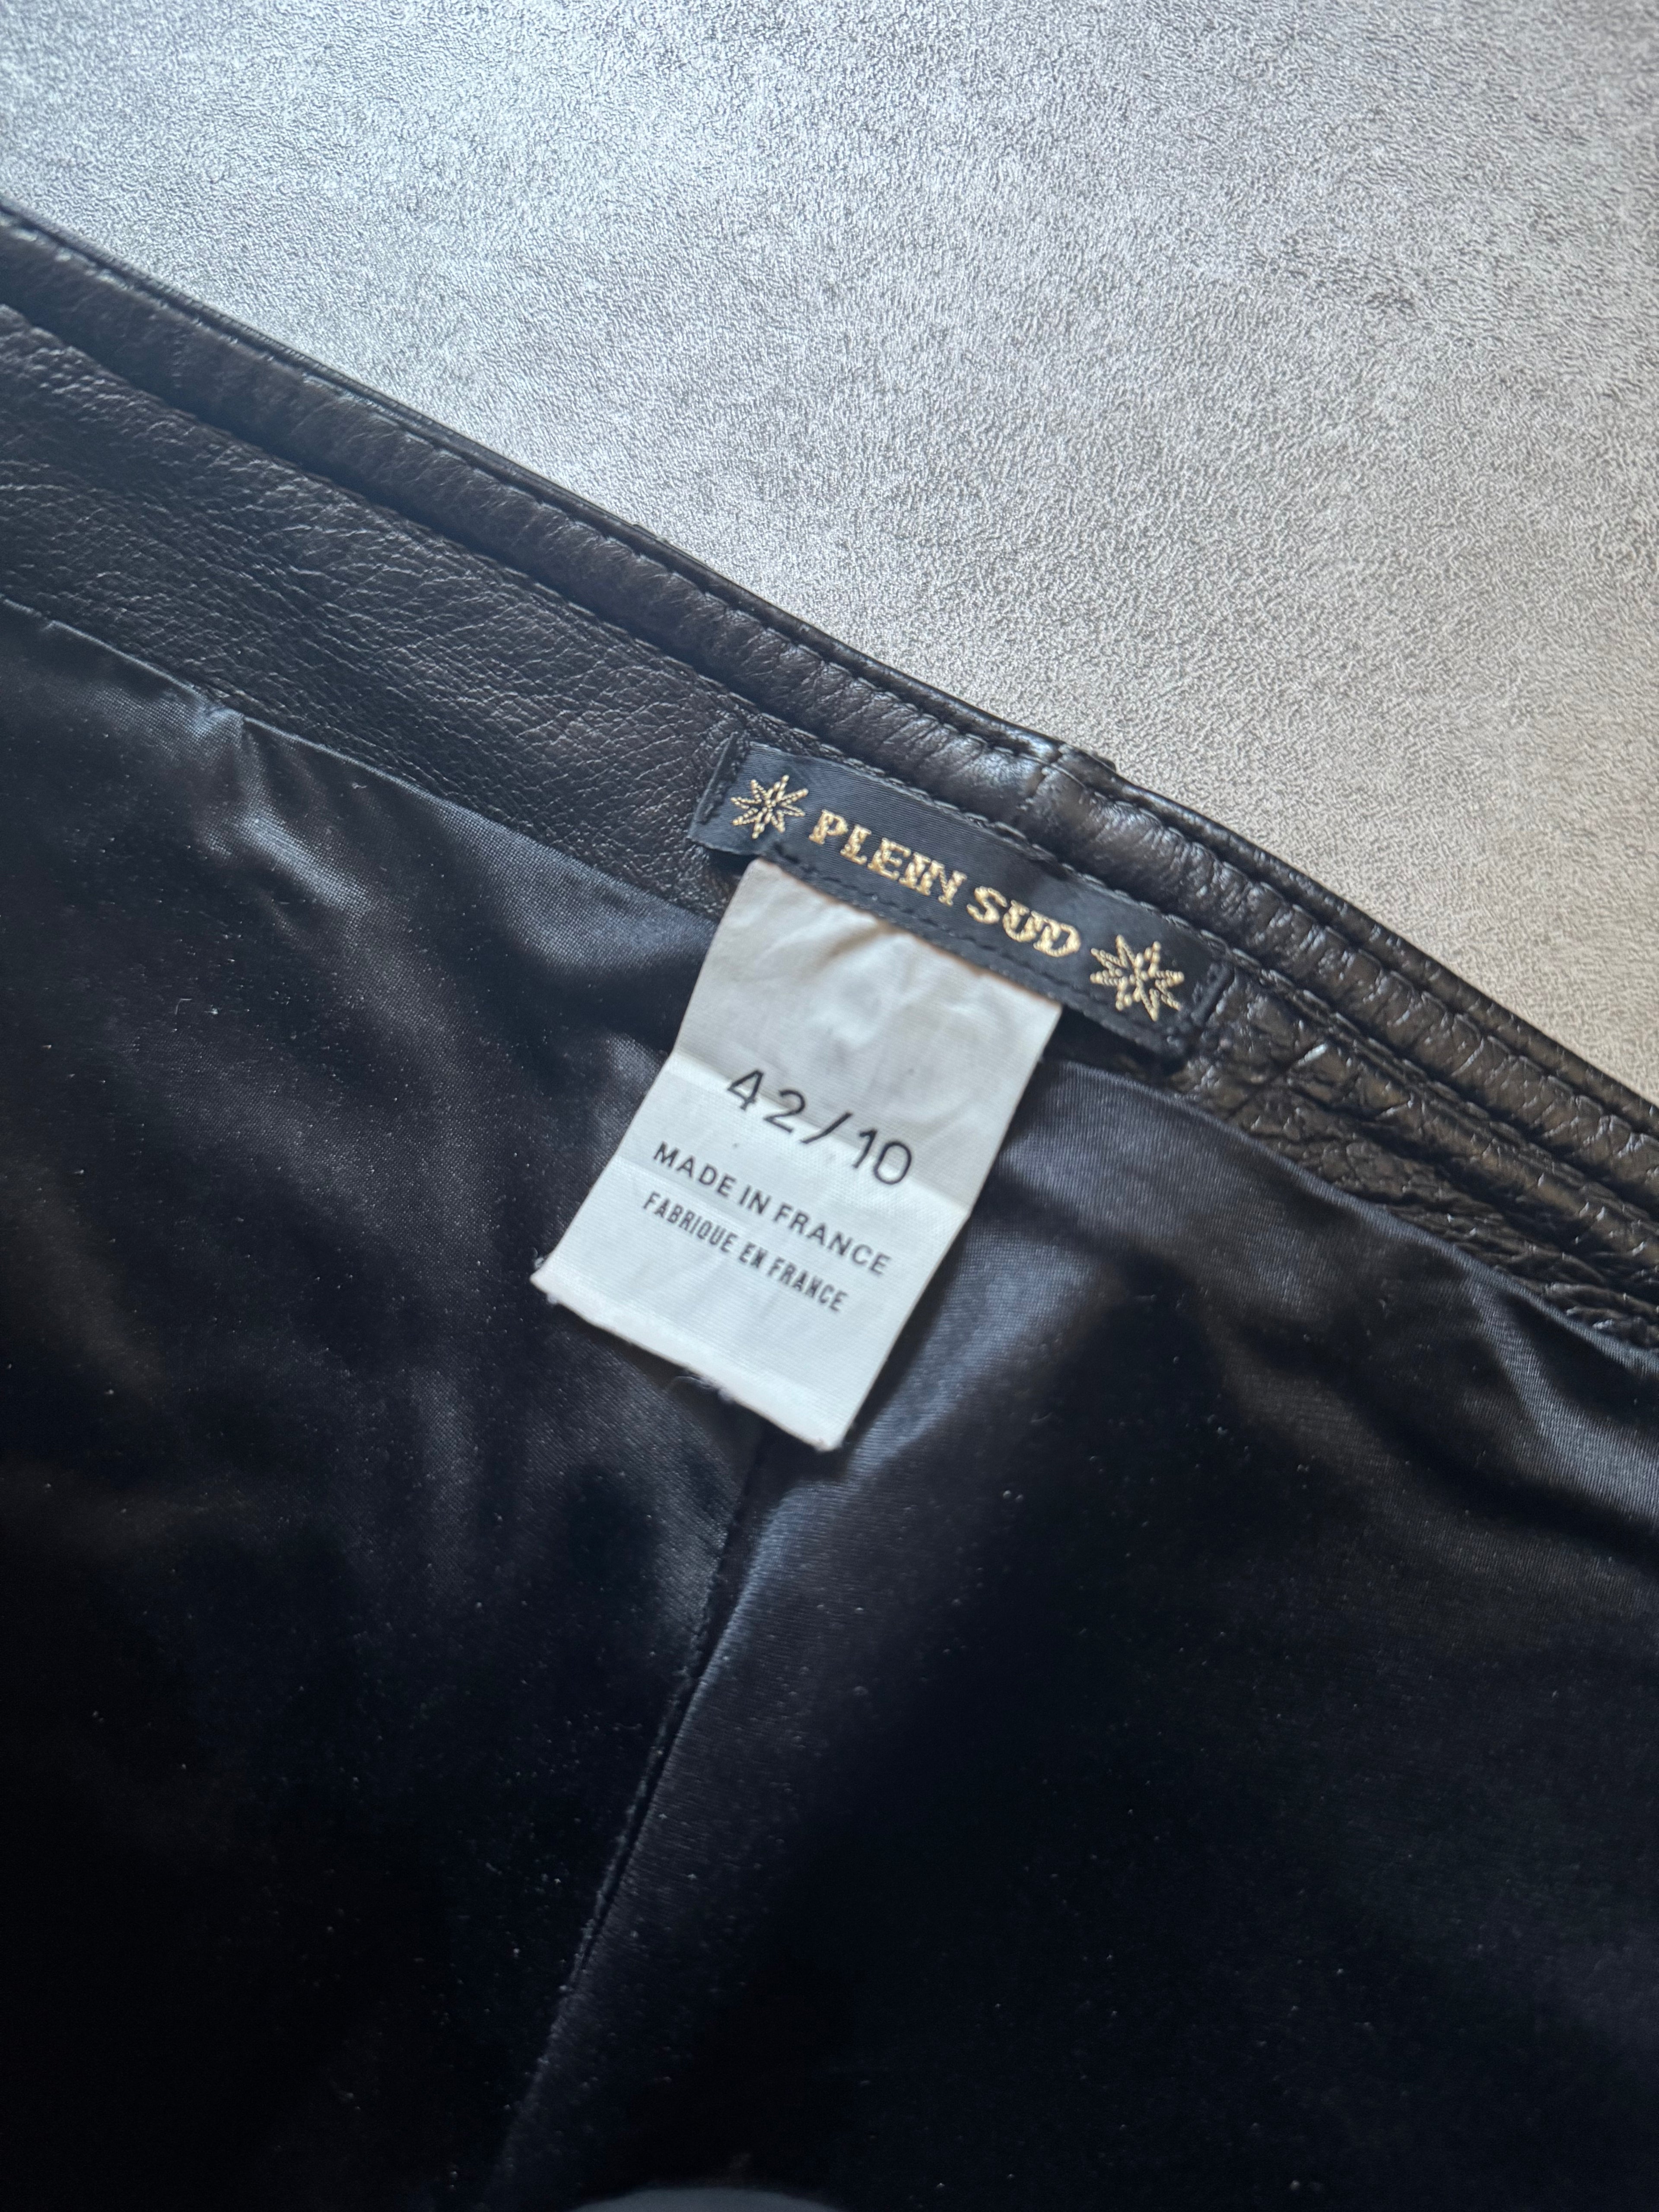 PLEIN SUD
42/10
MADE IN FRANCE
FABRIQUE EN FRANCE